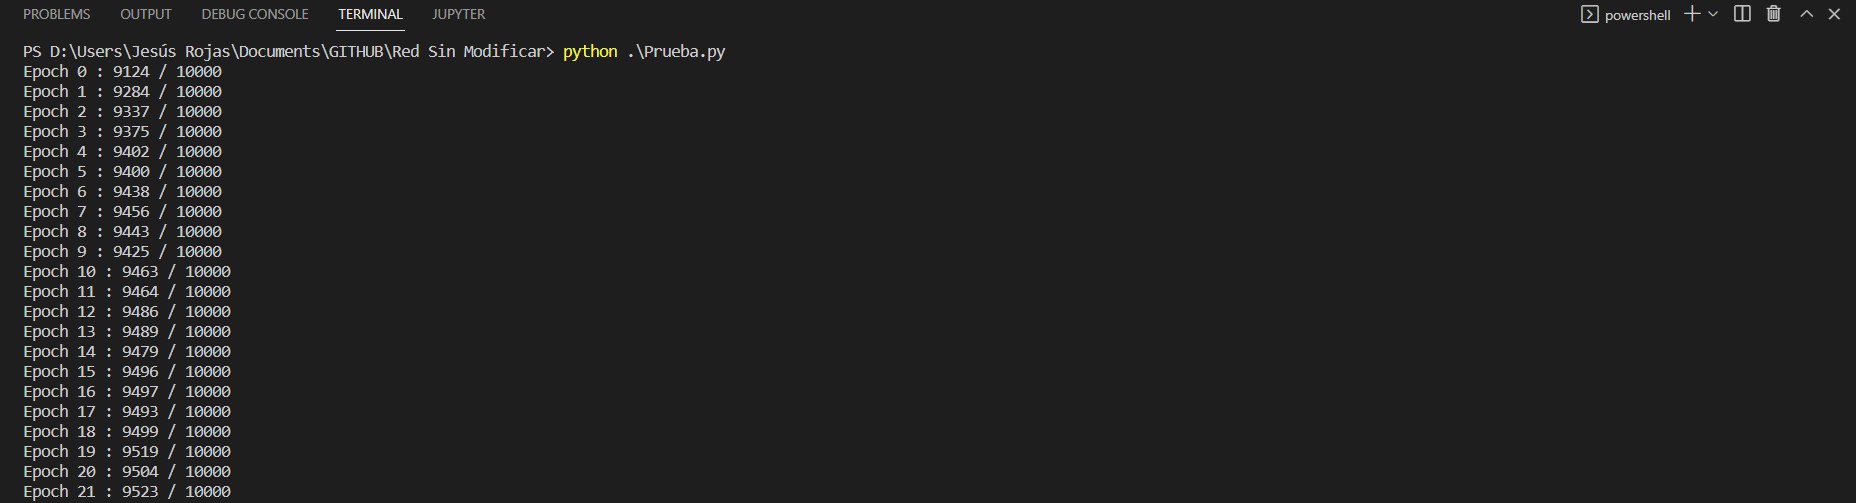 PROBLEMS OUTPUT DEBUG CONSOLE TERMINAL JUPYTER powershell
PS D:\Users\Jesús Rojas\Documents\GITHUB\Red Sin Modificar> python .\Prueba.py
Epoch 0 : 9124 / 10000
Epoch 1 : 9284 / 10000
Epoch 2 : 9337 / 10000
Epoch 3 : 9375 / 10000
Epoch 4 : 9402 / 10000
Epoch 5 : 9400 / 10000
Epoch 6 : 9438 / 10000
Epoch 7 : 9456 / 10000
Epoch 8 : 9443 / 10000
Epoch 9 : 9425 / 10000
Epoch 10 : 9463 / 10000
Epoch 11 : 9464 / 10000
Epoch 12 : 9486 / 10000
Epoch 13 : 9489 / 10000
Epoch 14 : 9479 / 10000
Epoch 15 : 9496 / 10000
Epoch 16 : 9497 / 10000
Epoch 17 : 9493 / 10000
Epoch 18 : 9499 / 10000
Epoch 19 : 9519 / 10000
Epoch 20 : 9504 / 10000
Epoch 21 : 9523 / 10000